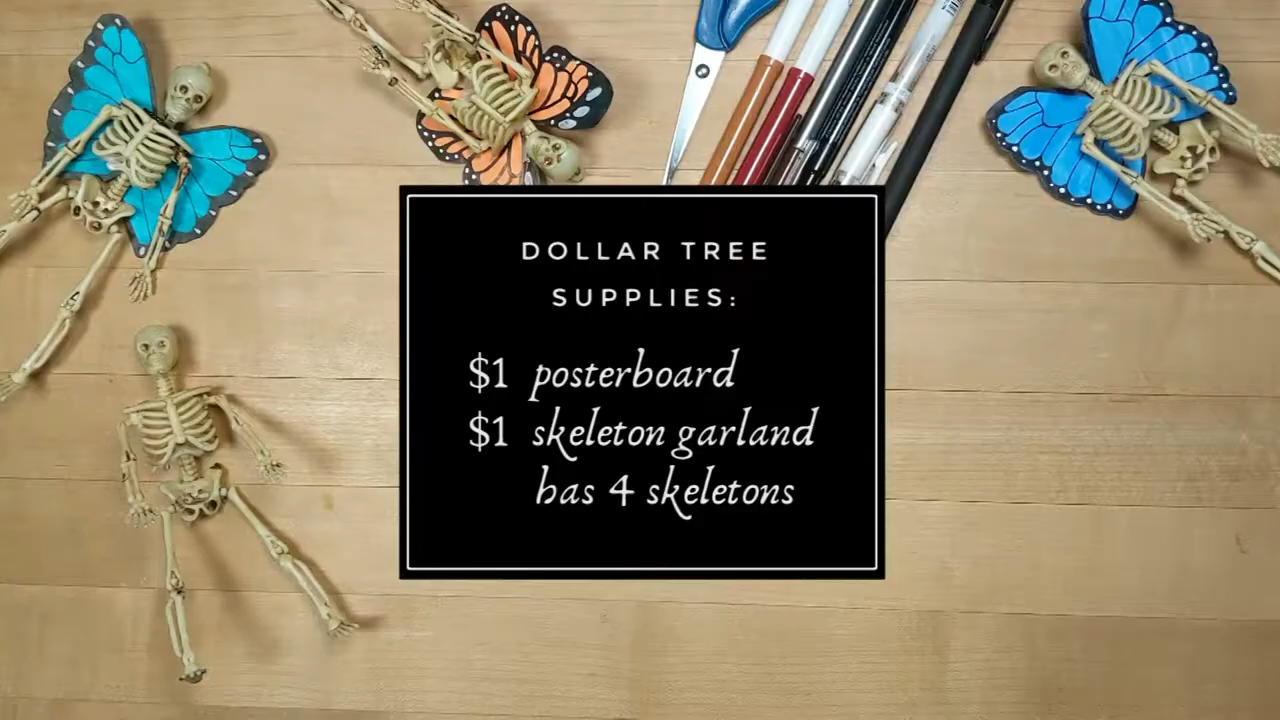 DOLLAR TREE
SUPPLIES:
$1 posterboard
$1 skeleton garland
has 4 skeletons